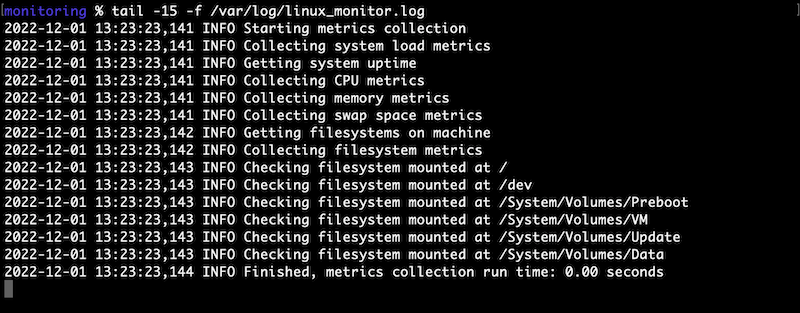 [monitoring % tail -15 -f /var/log/linux_monitor.log ]
2022-12-01 13:23:23,141 INFO Starting metrics collection
2022-12-01 13:23:23,141 INFO Collecting system load metrics
2022-12-01 13:23:23,141 INFO Getting system uptime
2022-12-01 13:23:23,141 INFO Collecting CPU metrics
2022-12-01 13:23:23,141 INFO Collecting memory metrics
2022-12-01 13:23:23,141 INFO Collecting swap space metrics
2022-12-01 13:23:23,142 INFO Getting filesystems on machine
2022-12-01 13:23:23,142 INFO Collecting filesystem metrics
2022-12-01 13:23:23,143 INFO Checking filesystem mounted at /
2022-12-01 13:23:23,143 INFO Checking filesystem mounted at /dev
2022-12-01 13:23:23,143 INFO Checking filesystem mounted at /System/Volumes/Preboot
2022-12-01 13:23:23,143 INFO Checking filesystem mounted at /System/Volumes/VM
2022-12-01 13:23:23,143 INFO Checking filesystem mounted at /System/Volumes/Update
2022-12-01 13:23:23,143 INFO Checking filesystem mounted at /System/Volumes/Data
2022-12-01 13:23:23,144 INFO Finished, metrics collection run time: 0.00 seconds